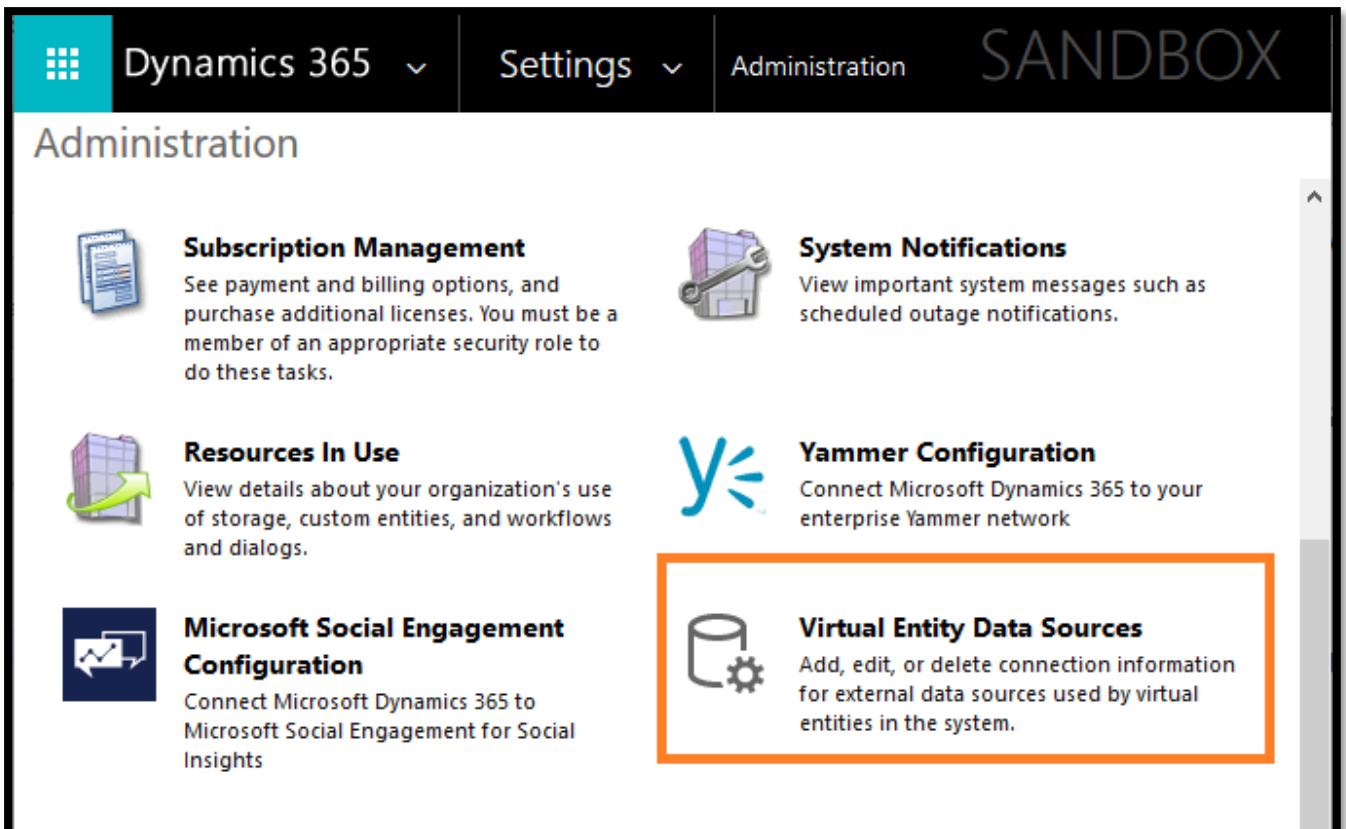 Dynamics 365 Settings Administration SANDBOX
Administration
Subscription Management
See payment and billing options, and
purchase additional licenses. You must be a
member of an appropriate security role to
do these tasks.
System Notifications
View important system messages such as
scheduled outage notifications.
Resources In Use
View details about your organization's use
of storage, custom entities, and workflows
and dialogs.
Yammer Configuration
Connect Microsoft Dynamics 365 to your
enterprise Yammer network
Microsoft Social Engagement
Configuration
Connect Microsoft Dynamics 365 to
Microsoft Social Engagement for Social
Insights
Virtual Entity Data Sources
Add, edit, or delete connection information
for external data sources used by virtual
entities in the system.